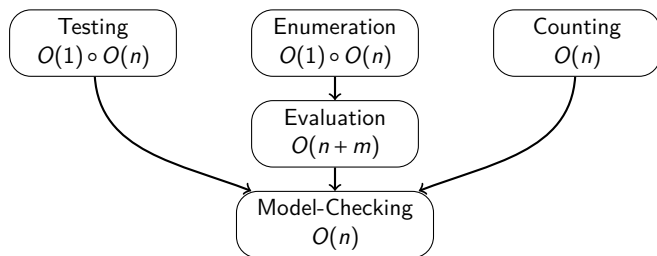 Testing
O(1) ∘ O(n)
Enumeration
O(1) ∘ O(n)
Counting
O(n)
Evaluation
O(n + m)
Model-Checking
O(n)